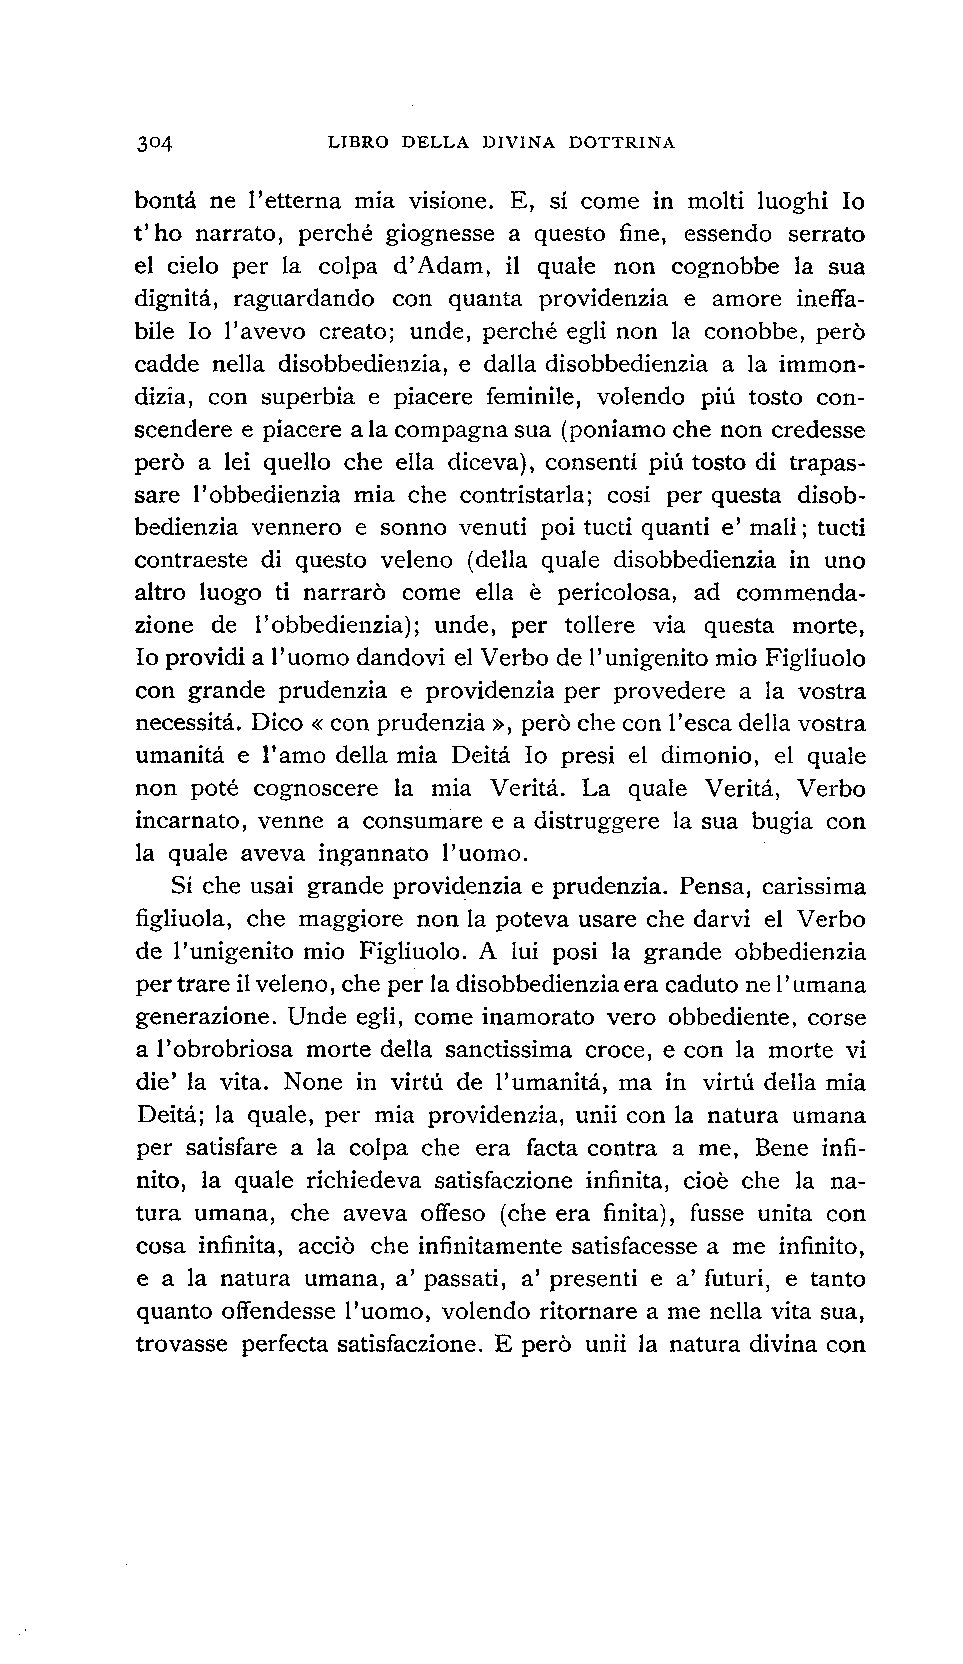 304 LIBRO DELLA DIVINA DOTTRINA
bontá ne l'etterna mia visione. E, sí come in molti luoghi Io
t'ho narrato, perché giognesse a questo fine, essendo serrato
el cielo per la colpa d'Adam, il quale non cognobbe la sua
dignitá, raguardando con quanta providenzia e amore ineffa-
bile Io l'avevo creato; unde, perché egli non la conobbe, però
cadde nella disobbedienzia, e dalla disobbedienzia a la immon-
dizia, con superbia e piacere feminile, volendo piú tosto con-
scendere e piacere a la compagna sua (poniamo che non credesse
però a lei quello che ella diceva), consentí piú tosto di trapas-
sare l'obbedienzia mia che contristarla; cosí per questa disob-
bedienzia vennero e sonno venuti poi tucti quanti e' mali; tucti
contraeste di questo veleno (della quale disobbedienzia in uno
altro luogo ti narrarò come ella è pericolosa, ad commenda-
zione de l'obbedienzia); unde, per tollere via questa morte,
Io providi a l'uomo dandovi el Verbo de l'unigenito mio Figliuolo
con grande prudenzia e providenzia per provedere a la vostra
necessitá. Dico « con prudenzia », però che con l'esca della vostra
umanitá e l'amo della mia Deitá Io presi el dimonio, el quale
non poté cognoscere la mia Veritá. La quale Veritá, Verbo
incarnato, venne a consumare e a distruggere la sua bugia con
la quale aveva ingannato l'uomo.
Sí che usai grande providenzia e prudenzia. Pensa, carissima
figliuola, che maggiore non la poteva usare che darvi el Verbo
de l'unigenito mio Figliuolo. A lui posi la grande obbedienzia
per trare il veleno, che per la disobbedienzia era caduto ne l'umana
generazione. Unde egli, come inamorato vero obbediente, corse
a l'obrobriosa morte della sanctissima croce, e con la morte vi
die' la vita. None in virtú de l'umanitá, ma in virtú della mia
Deitá; la quale, per mia providenzia, unii con la natura umana
per satisfare a la colpa che era facta contra a me, Bene infi-
nito, la quale richiedeva satisfaczione infinita, cioè che la na-
tura umana, che aveva offeso (che era finita), fusse unita con
cosa infinita, acciò che infinitamente satisfacesse a me infinito,
e a la natura umana, a' passati, a' presenti e a' futuri, e tanto
quanto offendesse l'uomo, volendo ritornare a me nella vita sua,
trovasse perfecta satisfaczione. E però unii la natura divina con